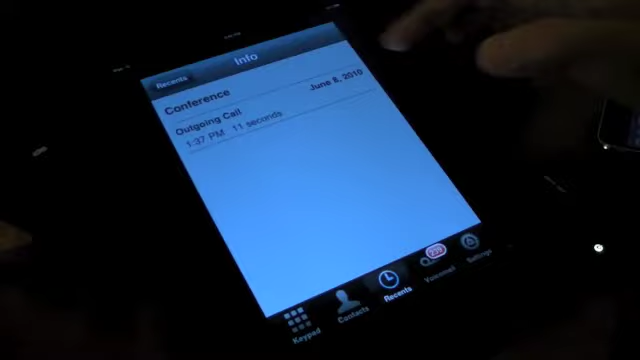 Info
Recents
Conference
June 8, 2010
Outgoing Call
1:37 PM 11 seconds
Keypad
Contacts
Recents
Voicemail
Settings